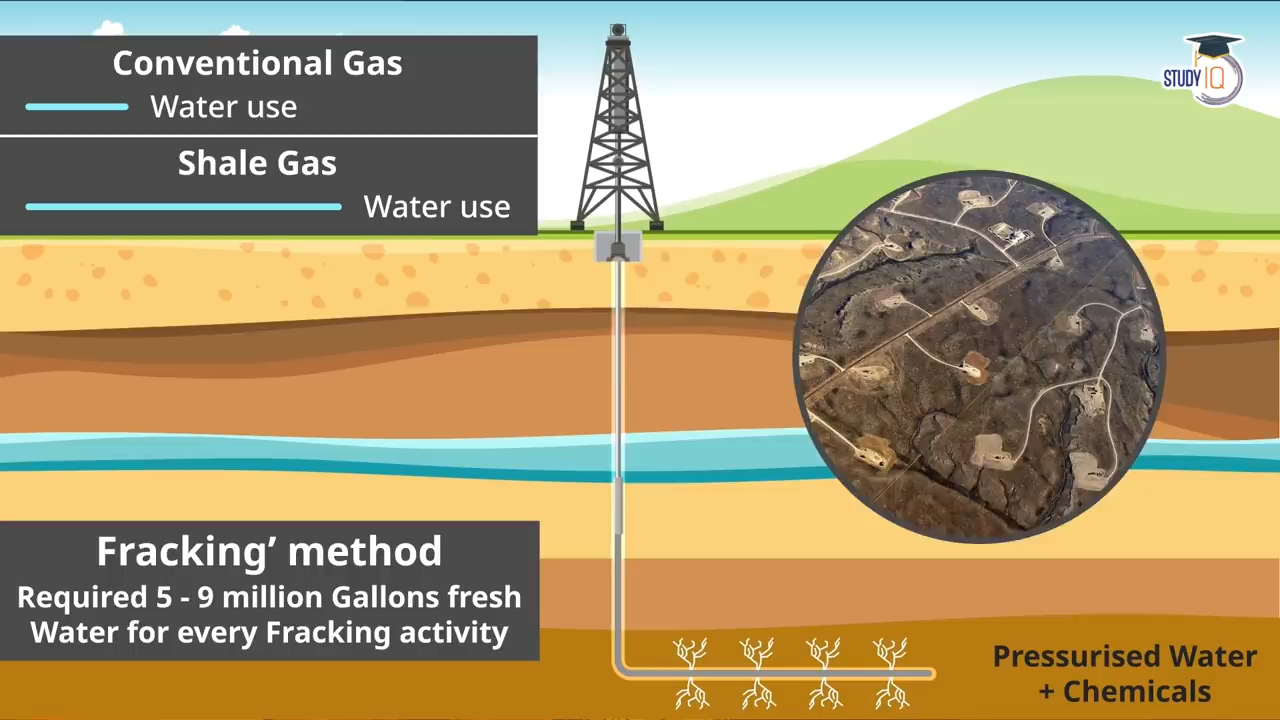 Conventional Gas
Water use
Shale Gas
Water use
STUDY IQ
Fracking’ method
Required 5 - 9 million Gallons fresh
Water for every Fracking activity
Pressurised Water
+ Chemicals